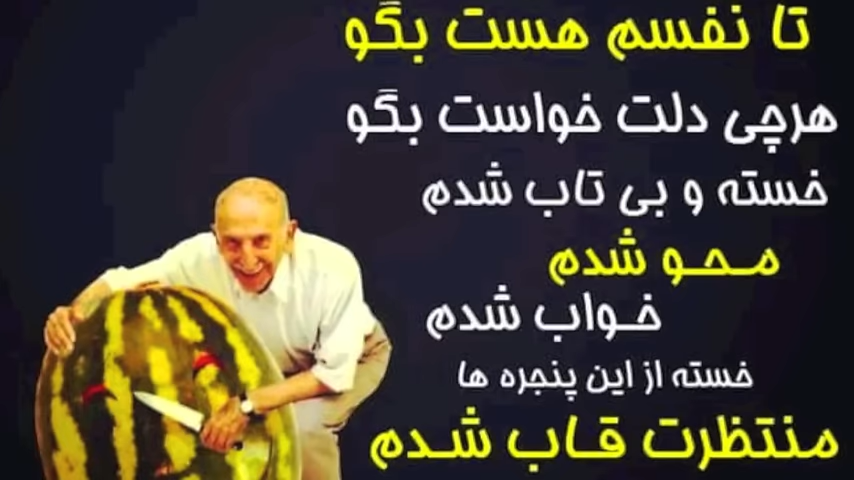 تا نفسم هست بگو
هرچی دلت خواست بگو
خسته و بی تاب شدم
محو شدم
خواب شدم
خسته از این پنجره ها
منتظرت قاب شدم